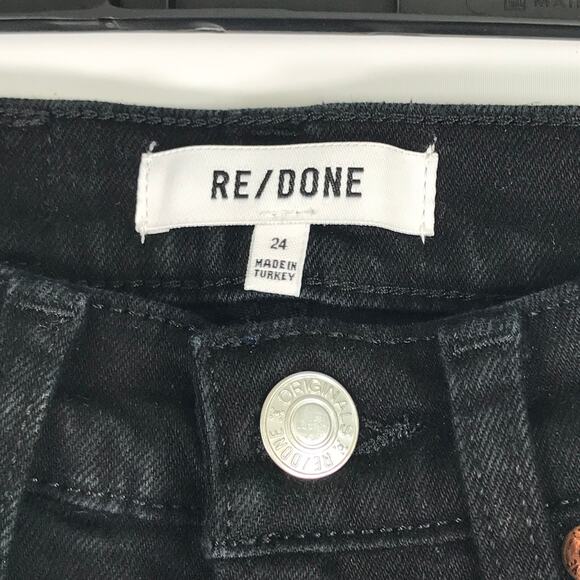 RE/DONE
24
MADE IN
TURKEY
ORIGINALS & RE/DONE &